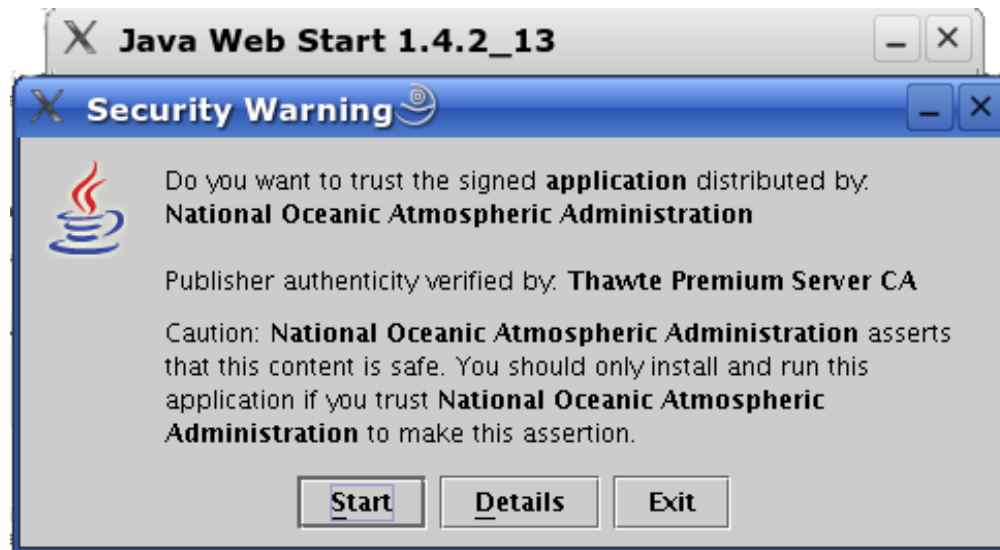 Java Web Start 1.4.2_13
Security Warning
Do you want to trust the signed application distributed by:
National Oceanic Atmospheric Administration
Publisher authenticity verified by: Thawte Premium Server CA
Caution: National Oceanic Atmospheric Administration asserts
that this content is safe. You should only install and run this
application if you trust National Oceanic Atmospheric
Administration to make this assertion.
Start Details Exit